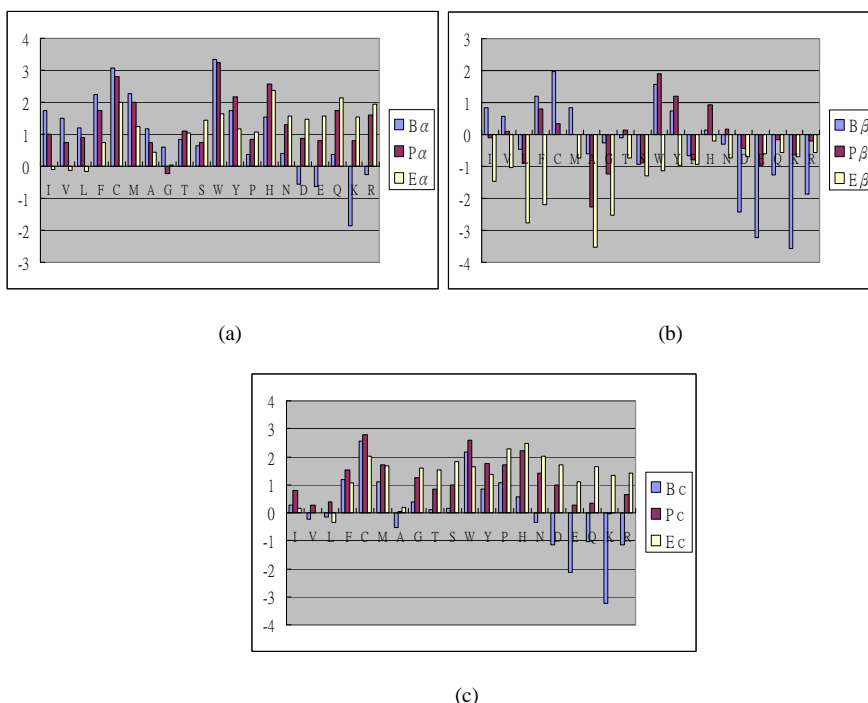 4
3
2
1
0
-1
-2
-3
I V L F C M A G T S W Y P H N D E Q K R
Bα
Pα
Eα
(a)
3
2
1
0
-1
-2
-3
-4
I V L F C M A G T S W Y P H N D E Q K R
Bβ
Pβ
Eβ
(b)
4
3
2
1
0
-1
-2
-3
-4
I V L F C M A G T S W Y P H N D E Q K R
Bc
Pc
Ec
(c)